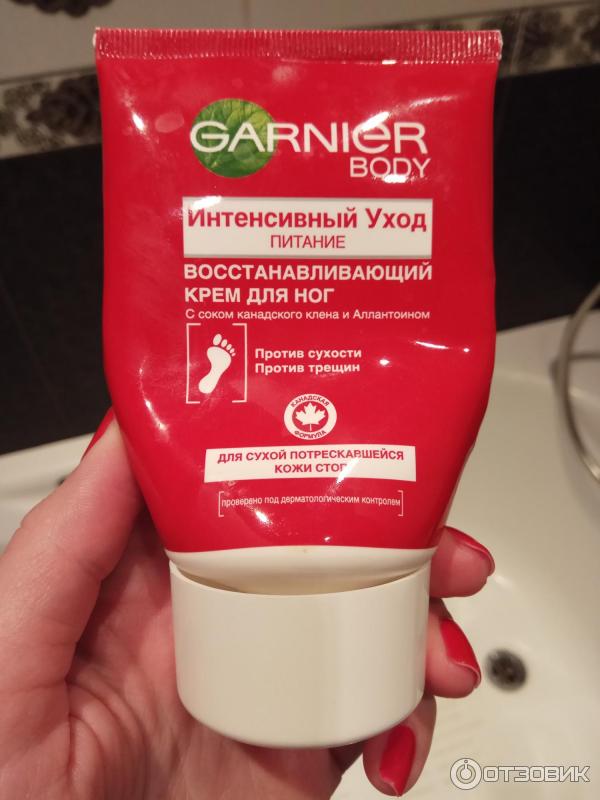 GARNIER
BODY
Интенсивный Уход
ПИТАНИЕ
ВОССТАНАВЛИВАЮЩИЙ
КРЕМ ДЛЯ НОГ
С соком канадского клена и Аллантоином
Против сухости
Против трещин
КАНАДСКАЯ
ФОРМУЛА
ДЛЯ СУХОЙ ПОТРЕСКАВШЕЙСЯ
КОЖИ СТОП
проверено под дерматологическим контролем
ОТЗОВИК